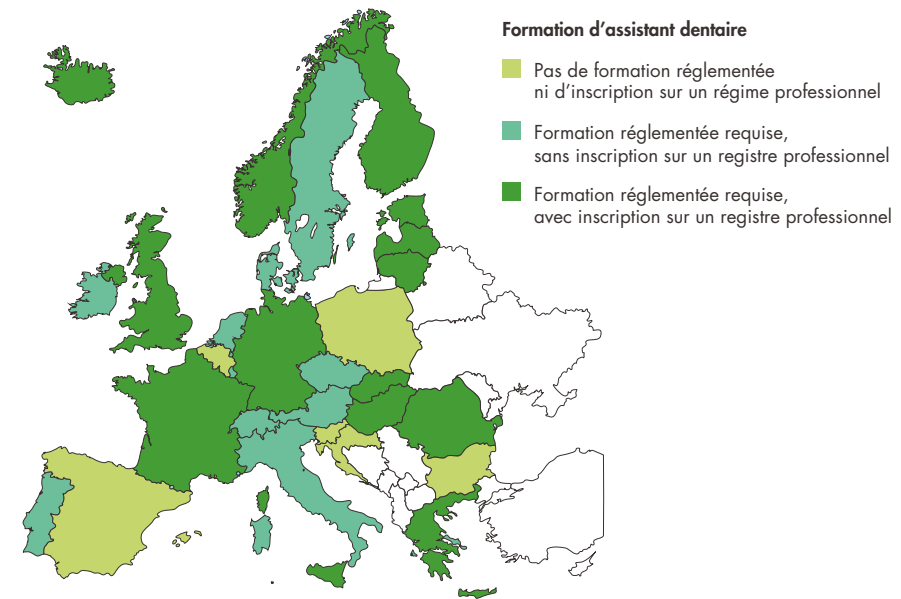 Formation d’assistant dentaire
Pas de formation réglementée
ni d’inscription sur un régime professionnel
Formation réglementée requise,
sans inscription sur un registre professionnel
Formation réglementée requise,
avec inscription sur un registre professionnel